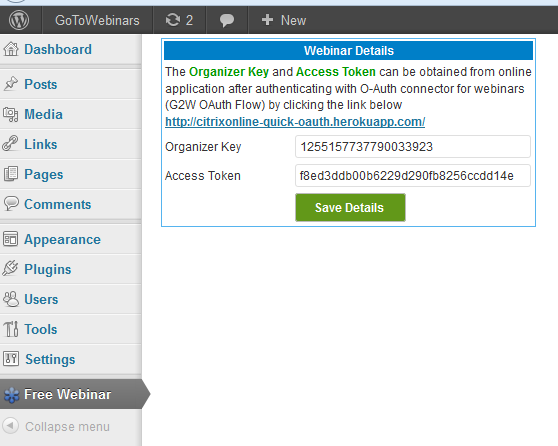 GoToWebinars 2 New
Dashboard
Posts
Media
Links
Pages
Comments
Appearance
Plugins
Users
Tools
Settings
Free Webinar
Collapse menu
Webinar Details
The Organizer Key and Access Token can be obtained from online
application after authenticating with O-Auth connector for webinars
(G2W OAuth Flow) by clicking the link below
http://citrixonline-quick-oauth.herokuapp.com/
Organizer Key 1255157737790033923
Access Token f8ed3ddb00b6229d290fb8256ccdd14e
Save Details